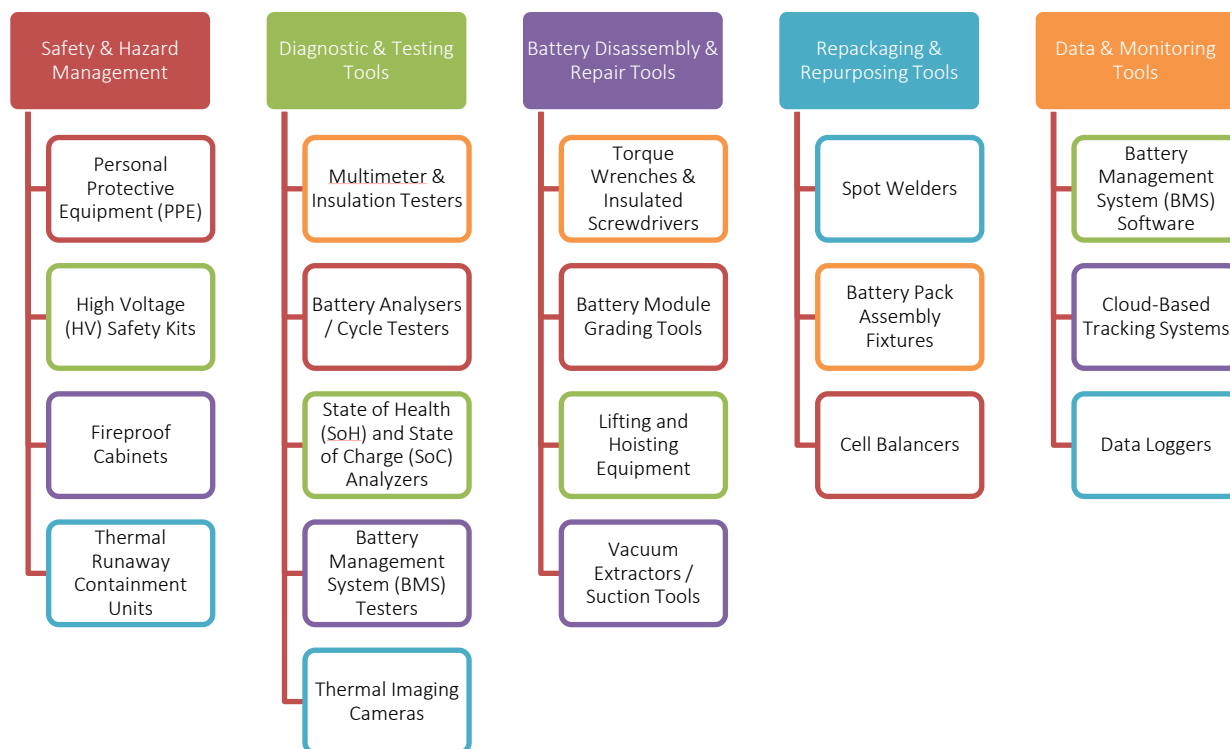 Safety & Hazard
Management
Personal
Protective
Equipment (PPE)
High Voltage
(HV) Safety Kits
Fireproof
Cabinets
Thermal
Runaway
Containment
Units
Diagnostic & Testing
Tools
Multimeter &
Insulation Testers
Battery Analysers
/ Cycle Testers
State of Health
(SoH) and State
of Charge (SoC)
Analyzers
Battery
Management
System (BMS)
Testers
Thermal Imaging
Cameras
Battery Disassembly &
Repair Tools
Torque
Wrenches &
Insulated
Screwdrivers
Battery Module
Grading Tools
Lifting and
Hoisting
Equipment
Vacuum
Extractors /
Suction Tools
Repackaging &
Repurposing Tools
Spot Welders
Battery Pack
Assembly
Fixtures
Cell Balancers
Data & Monitoring
Tools
Battery
Management
System (BMS)
Software
Cloud-Based
Tracking Systems
Data Loggers